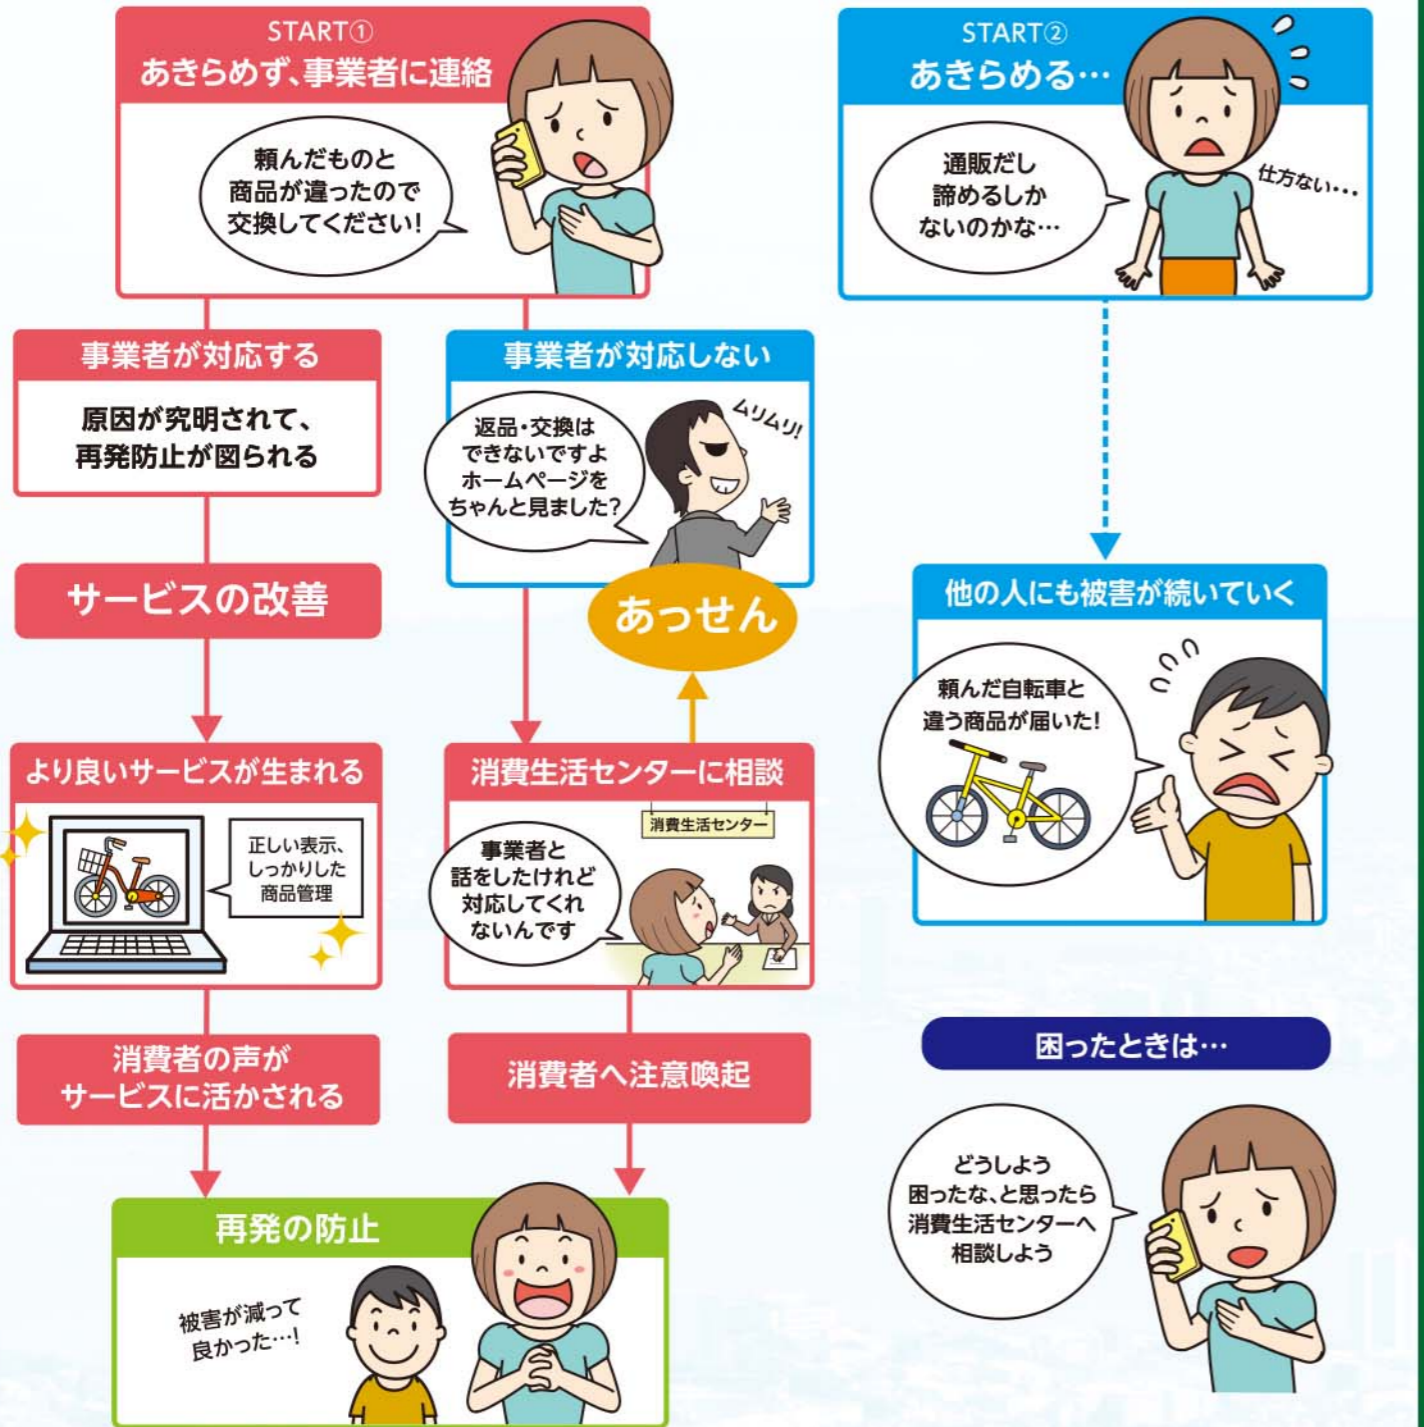 START①
あきらめず、事業者に連絡
頼んだものと
商品が違ったので
交換してください!
START②
あきらめる…
通販だし
諦めるしか
ないのかな…
仕方ない・・・
事業者が対応する
原因が究明されて、
再発防止が図られる
事業者が対応しない
返品・交換は
できないですよ
ホームページを
ちゃんと見ました?
ムリムリ!
サービスの改善
あっせん
他の人にも被害が続いていく
頼んだ自転車と
違う商品が届いた!
より良いサービスが生まれる
正しい表示、
しっかりした
商品管理
消費生活センターに相談
消費生活センター
事業者と
話をしたけれど
対応してくれ
ないんです
消費者の声が
サービスに活かされる
消費者へ注意喚起
困ったときは…
どうしよう
困ったな、と思ったら
消費生活センターへ
相談しよう
再発の防止
被害が減って
良かった…!